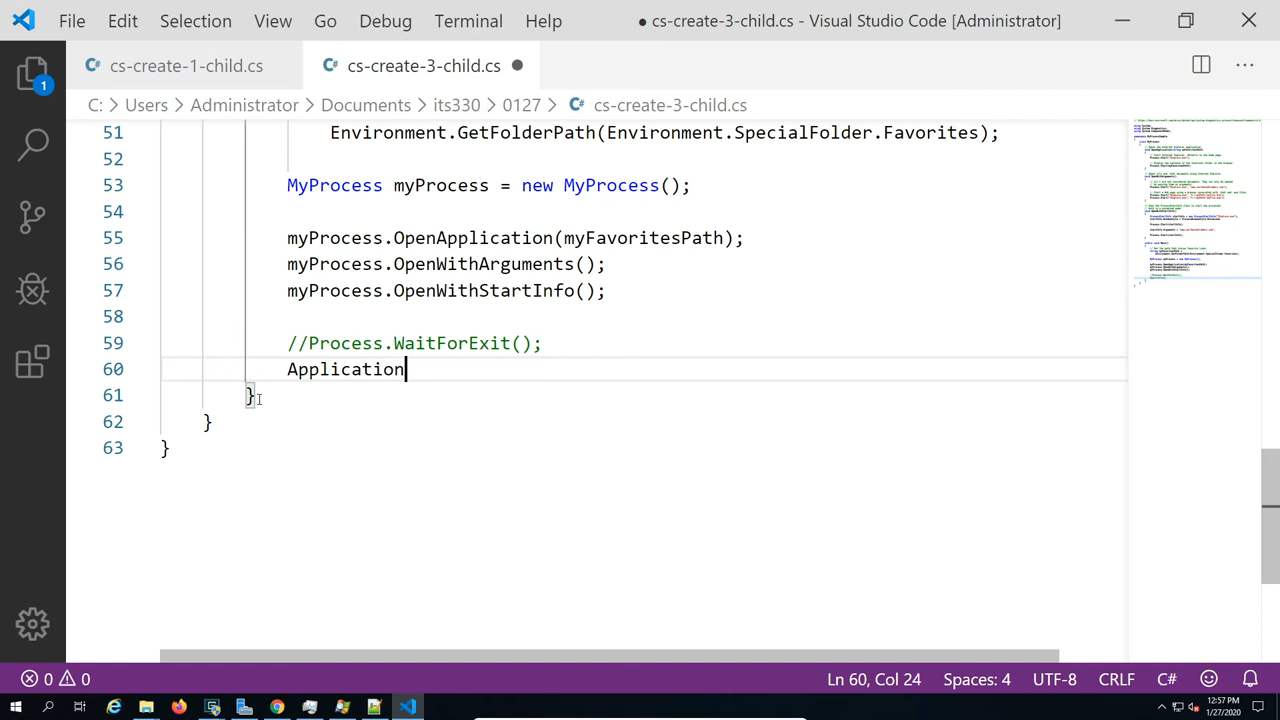 File Edit Selection View Go Debug Terminal Help ● cs-create-3-child.cs - Visual Studio Code [Administrator]
C# cs-create-1-child.cs C# cs-create-3-child.cs
C: > Users > Administrator > Documents > its330 > 0127 > C# cs-create-3-child.cs
51 Environment.GetFolderPath(Environment.SpecialFolder.Favorites);
52
53 MyProcess myProcess = new MyProcess();
54
55 myProcess.OpenApplication(myFavoritesPath);
56 myProcess.OpenWithArguments();
57 myProcess.OpenWithStartInfo();
58
59 //Process.WaitForExit();
60 Application
61 }
62 }
63 }
1
0 0 Ln 60, Col 24 Spaces: 4 UTF-8 CRLF C#
12:57 PM
1/27/2020